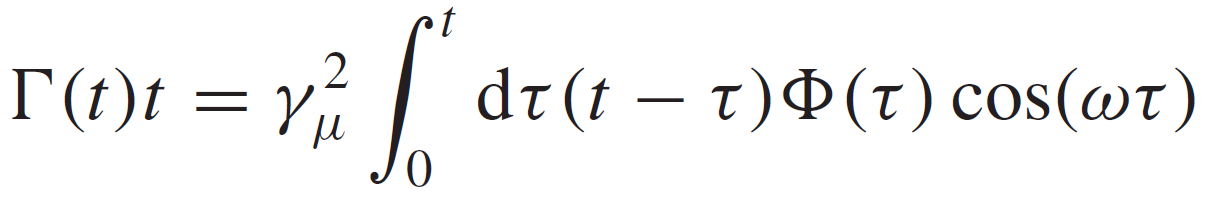 Γ(t)t = γ_μ^2 ∫_0^t dτ(t − τ)Φ(τ) cos(ωτ)